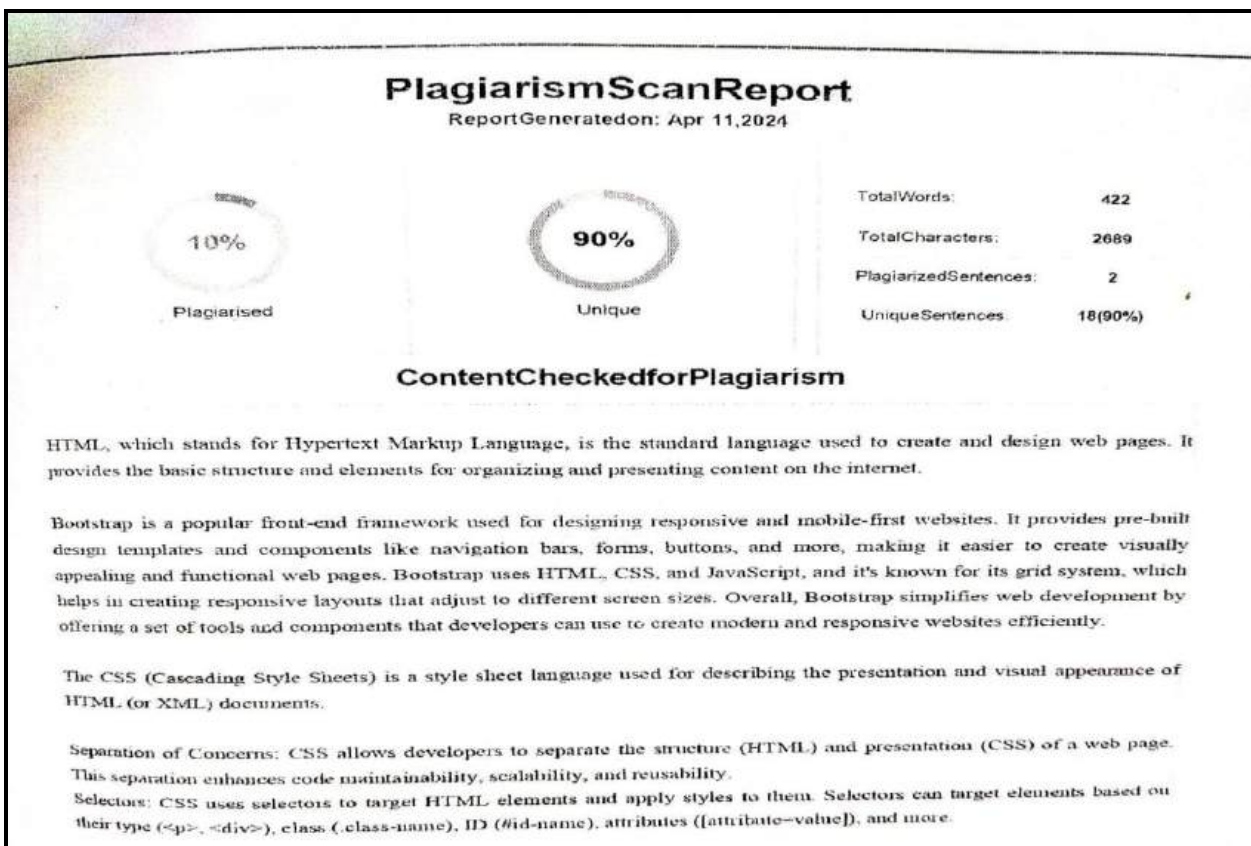 PlagiarismScanReport
ReportGeneratedon: Apr 11,2024
10%
Plagiarised
90%
Unique
TotalWords: 422
TotalCharacters: 2689
PlagiarizedSentences: 2
UniqueSentences 18(90%)
ContentCheckedforPlagiarism
HTML, which stands for Hypertext Markup Language, is the standard language used to create and design web pages. It
provides the basic structure and elements for organizing and presenting content on the internet.
Bootstrap is a popular front-end framework used for designing responsive and mobile-first websites. It provides pre-built
design templates and components like navigation bars, forms, buttons, and more, making it easier to create visually
appealing and functional web pages. Bootstrap uses HTML, CSS, and JavaScript, and it's known for its grid system, which
helps in creating responsive layouts that adjust to different screen sizes. Overall, Bootstrap simplifies web development by
offering a set of tools and components that developers can use to create modern and responsive websites efficiently.
The CSS (Cascading Style Sheets) is a style sheet language used for describing the presentation and visual appearance of
HTML (or XML) documents.
Separation of Concerns: CSS allows developers to separate the structure (HTML) and presentation (CSS) of a web page.
This separation enhances code maintainability, scalability, and reusability.
Selectors: CSS uses selectors to target HTML elements and apply styles to them. Selectors can target elements based on
their type (<p>, <div>), class (.class-name), ID (#id-name), attributes ([attribute=value]), and more.